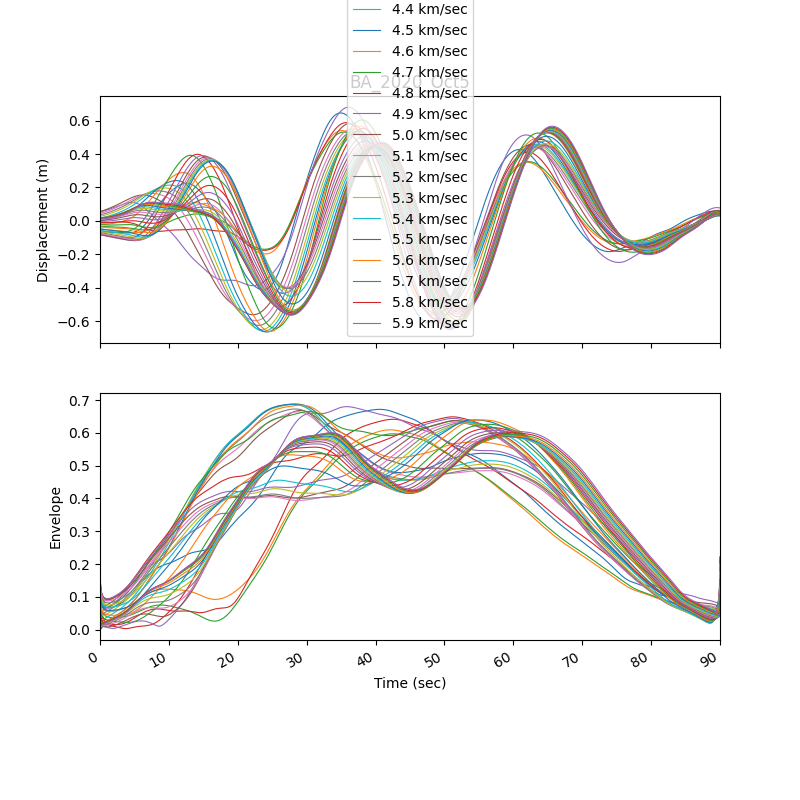 4.4 km/sec
4.5 km/sec
4.6 km/sec
4.7 km/sec
BA_2020_Oct5
4.8 km/sec
4.9 km/sec
5.0 km/sec
5.1 km/sec
5.2 km/sec
5.3 km/sec
5.4 km/sec
5.5 km/sec
5.6 km/sec
5.7 km/sec
5.8 km/sec
5.9 km/sec
Displacement (m)
0.6
0.4
0.2
0.0
−0.2
−0.4
−0.6
Envelope
0.7
0.6
0.5
0.4
0.3
0.2
0.1
0.0
0 10 20 30 40 50 60 70 80 90
Time (sec)